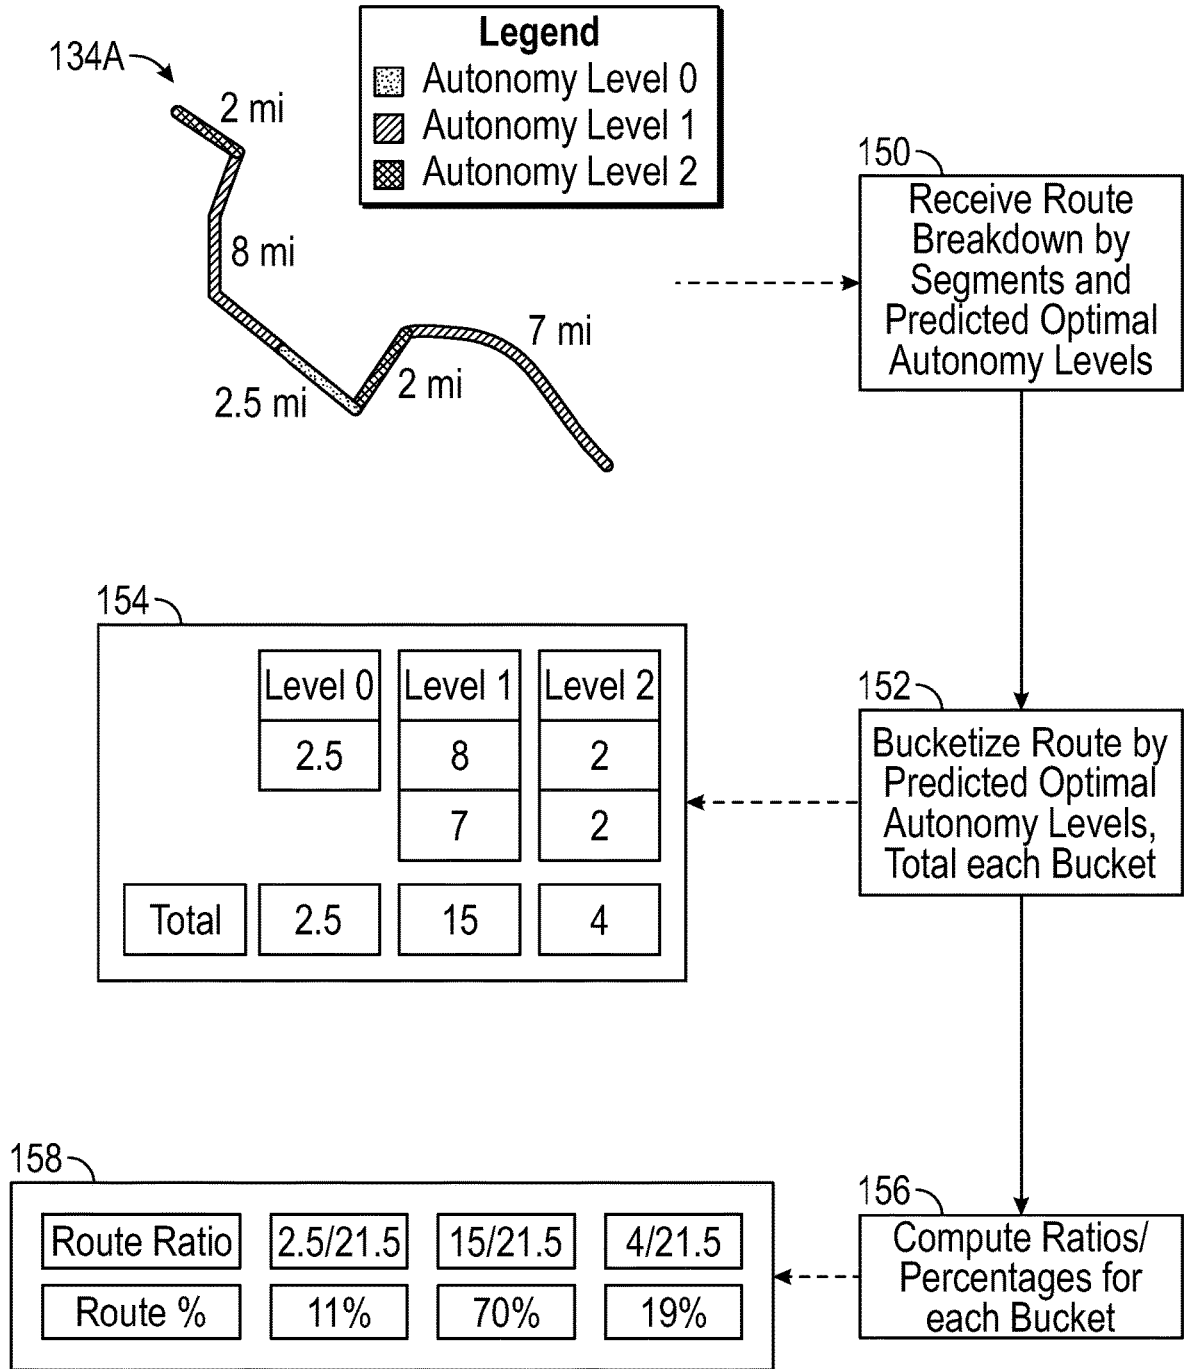 134A
2 mi
8 mi
2.5 mi
2 mi
7 mi
Legend
Autonomy Level 0
Autonomy Level 1
Autonomy Level 2
150
Receive Route
Breakdown by
Segments and
Predicted Optimal
Autonomy Levels
154
Level 0 Level 1 Level 2
2.5 8 2
7 2
Total 2.5 15 4
152
Bucketize Route by
Predicted Optimal
Autonomy Levels,
Total each Bucket
158
Route Ratio 2.5/21.5 15/21.5 4/21.5
Route % 11% 70% 19%
156
Compute Ratios/
Percentages for
each Bucket